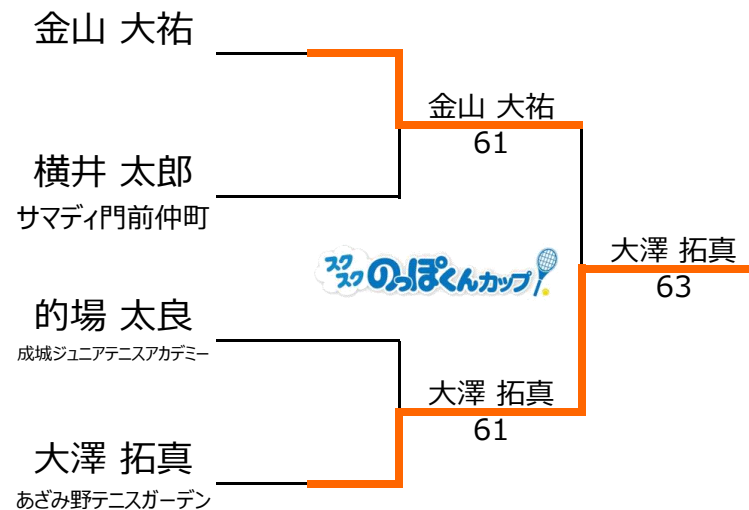 金山 大祐
金山 大祐
61
横井 太郎
サマディ門前仲町
大澤 拓真
63
スクスク のっぽくんカップ
的場 太良
成城ジュニアテニスアカデミー
大澤 拓真
61
大澤 拓真
あざみ野テニスガーデン